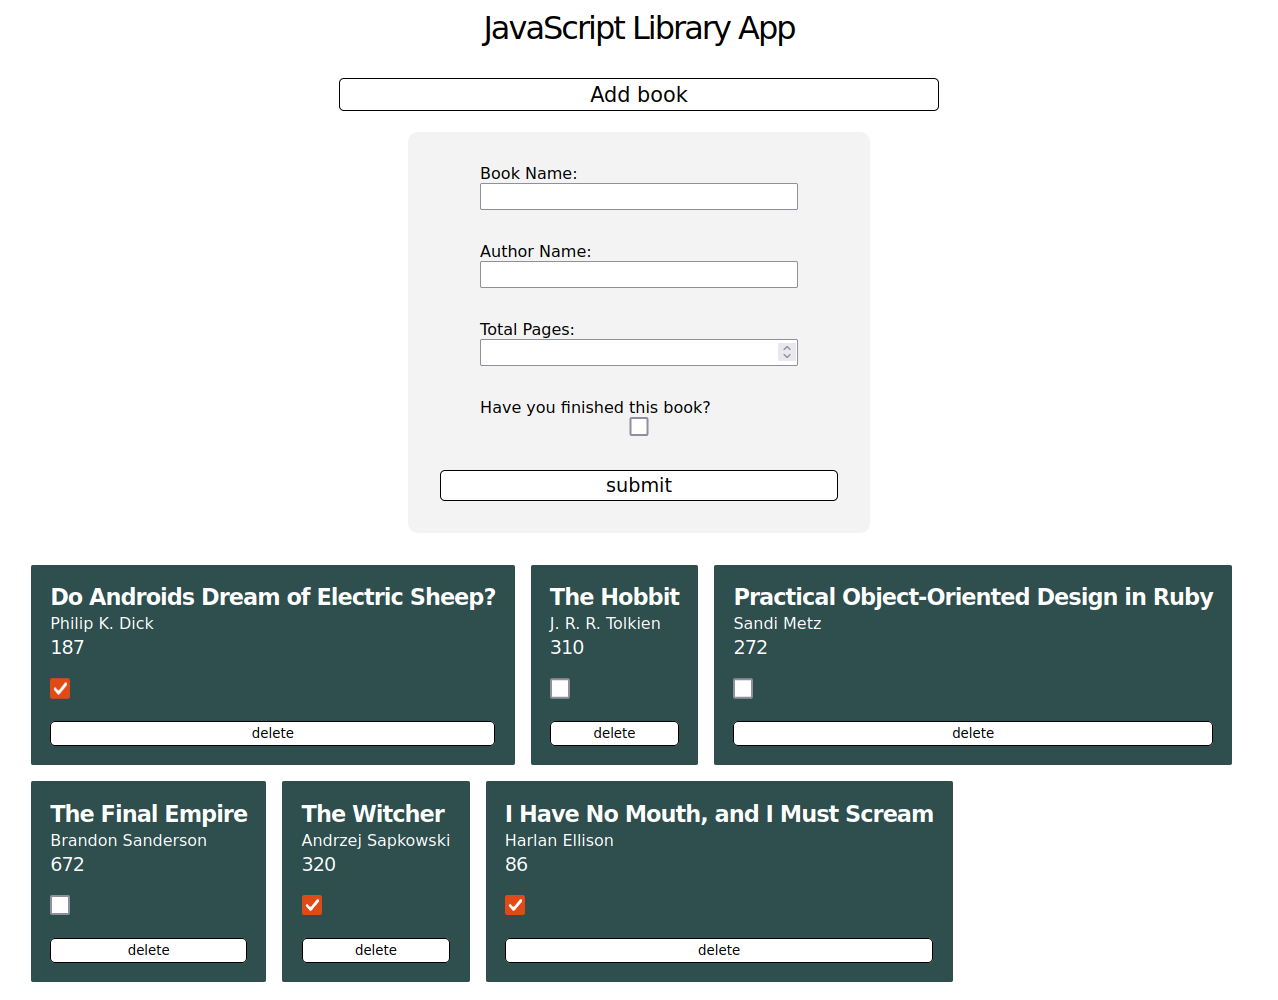 JavaScript Library App
Add book
Book Name:
Author Name:
Total Pages:
Have you finished this book?
submit
Do Androids Dream of Electric Sheep?
Philip K. Dick
187
delete
The Hobbit
J. R. R. Tolkien
310
delete
Practical Object-Oriented Design in Ruby
Sandi Metz
272
delete
The Final Empire
Brandon Sanderson
672
delete
The Witcher
Andrzej Sapkowski
320
delete
I Have No Mouth, and I Must Scream
Harlan Ellison
86
delete